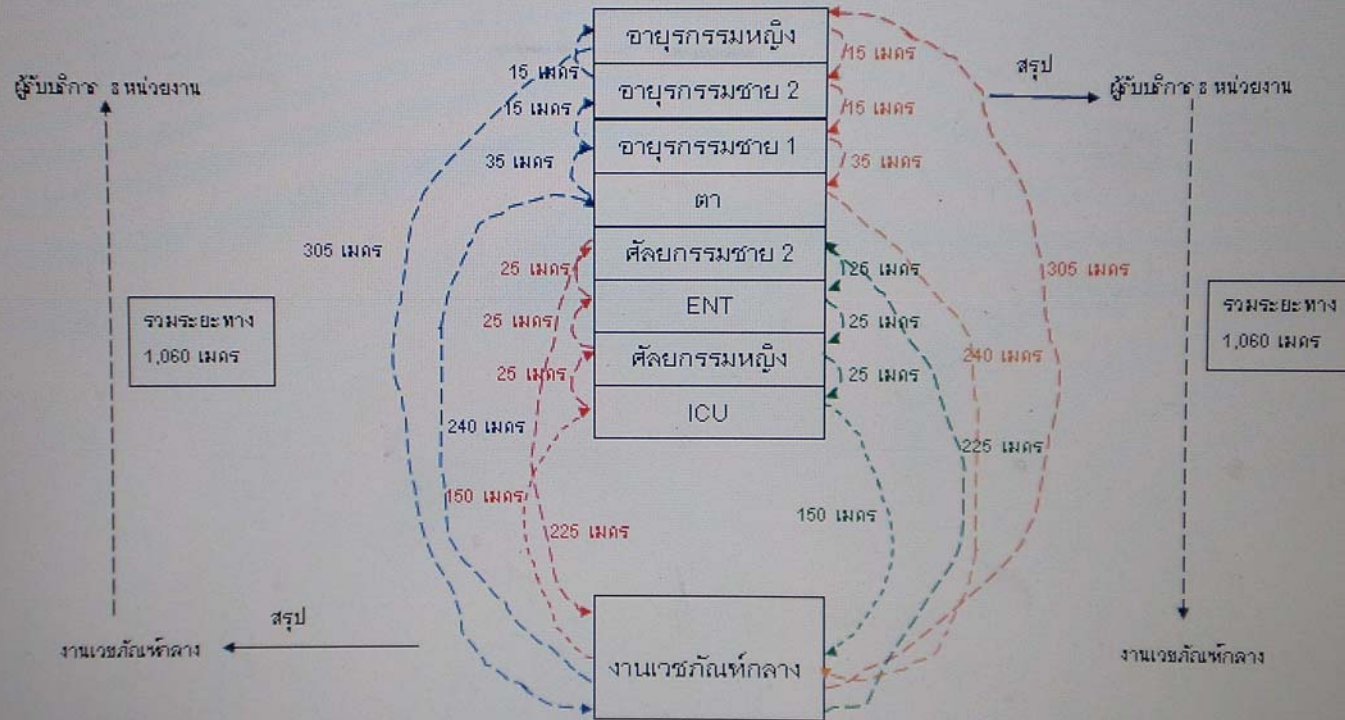 อายุรกรรมหญิง
15 เมตร
15 เมตร
สรุป
ผู้รับบริการ 8 หน่วยงาน
อายุรกรรมชาย 2
ผู้รับบริการ 8 หน่วยงาน
15 เมตร
15 เมตร
อายุรกรรมชาย 1
35 เมตร
35 เมตร
ตา
305 เมตร
ศัลยกรรมชาย 2
25 เมตร
25 เมตร
305 เมตร
ENT
รวมระยะทาง
1,060 เมตร
25 เมตร
25 เมตร
รวมระยะทาง
1,060 เมตร
ศัลยกรรมหญิง
240 เมตร
25 เมตร
25 เมตร
ICU
240 เมตร
225 เมตร
150 เมตร
150 เมตร
225 เมตร
สรุป
งานเวชภัณฑ์กลาง
งานเวชภัณฑ์กลาง
งานเวชภัณฑ์กลาง